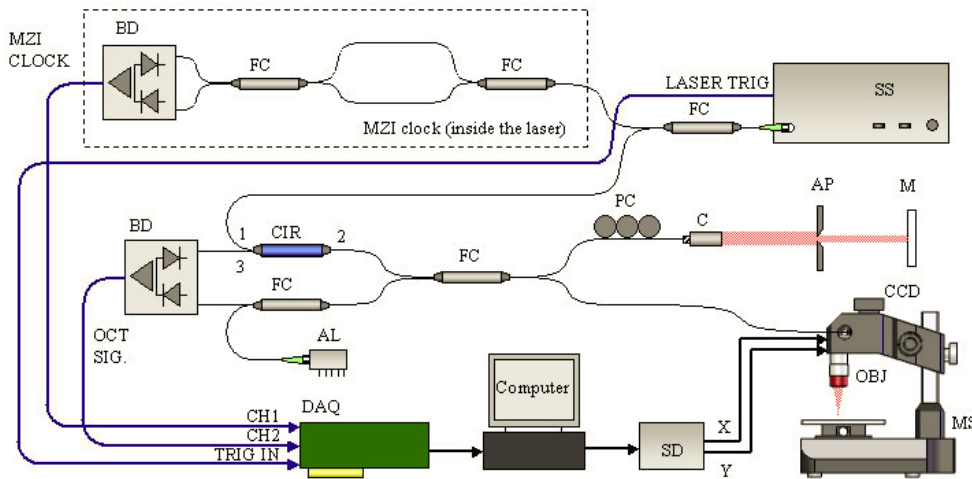 MZI
CLOCK
BD
FC
FC
MZI clock (inside the laser)
LASER TRIG
FC
SS
BD
1
CIR
2
3
FC
FC
PC
C
AP
M
OCT
SIG.
AL
CCD
OBJ
MS
Computer
DAQ
CH1
CH2
TRIG IN
SD
X
Y